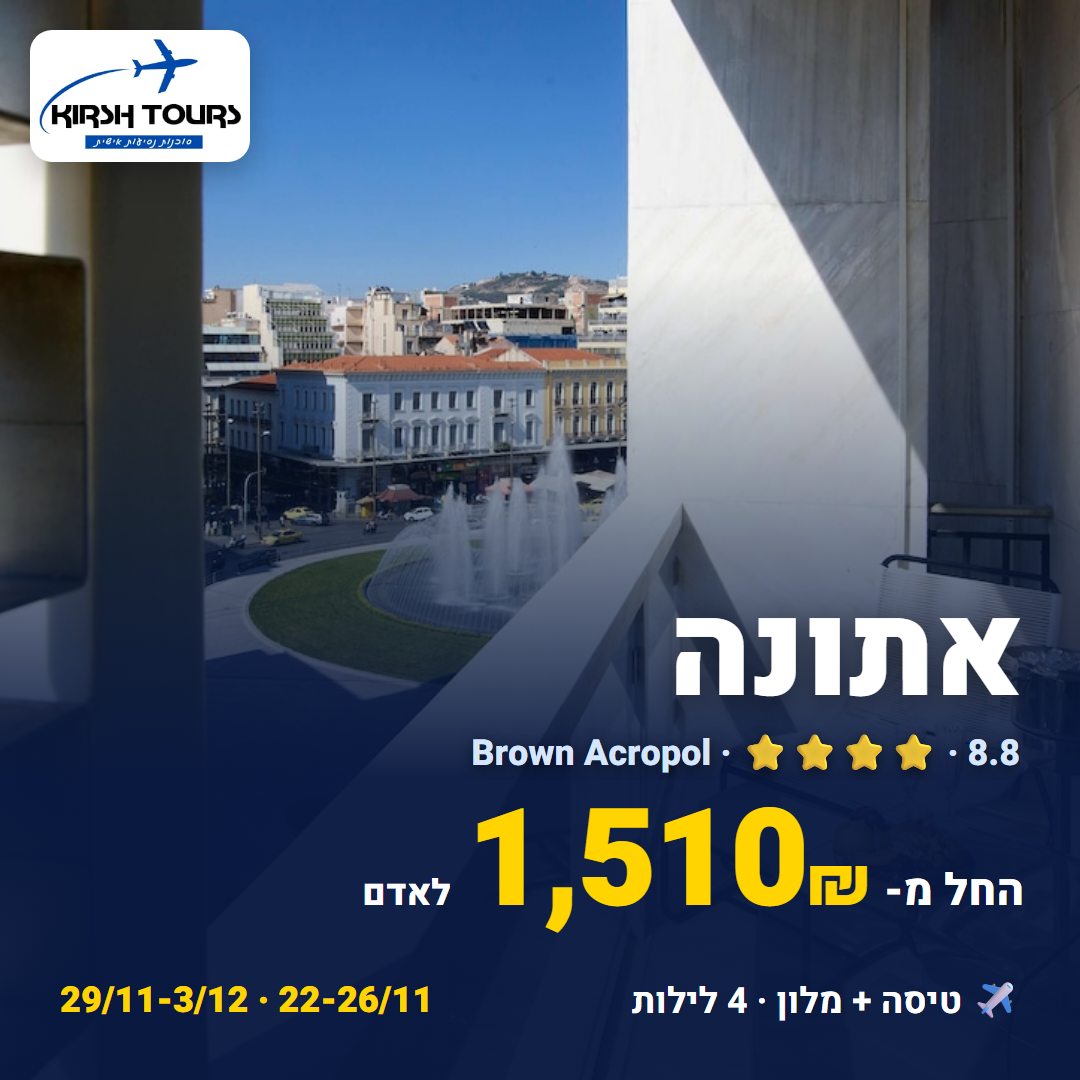 KIRSH TOURS
סוכנות נסיעות אישית
אתונה
8.8 · ⭐⭐⭐⭐ · Brown Acropol
החל מ- ₪1,510 לאדם
✈️ טיסה + מלון · 4 לילות
29/11-3/12 · 22-26/11